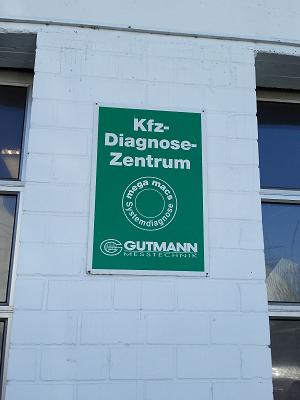 Kfz-
Diagnose-
Zentrum
mega macs
Systemdiagnose
GUTMANN
MESSTECHNIK